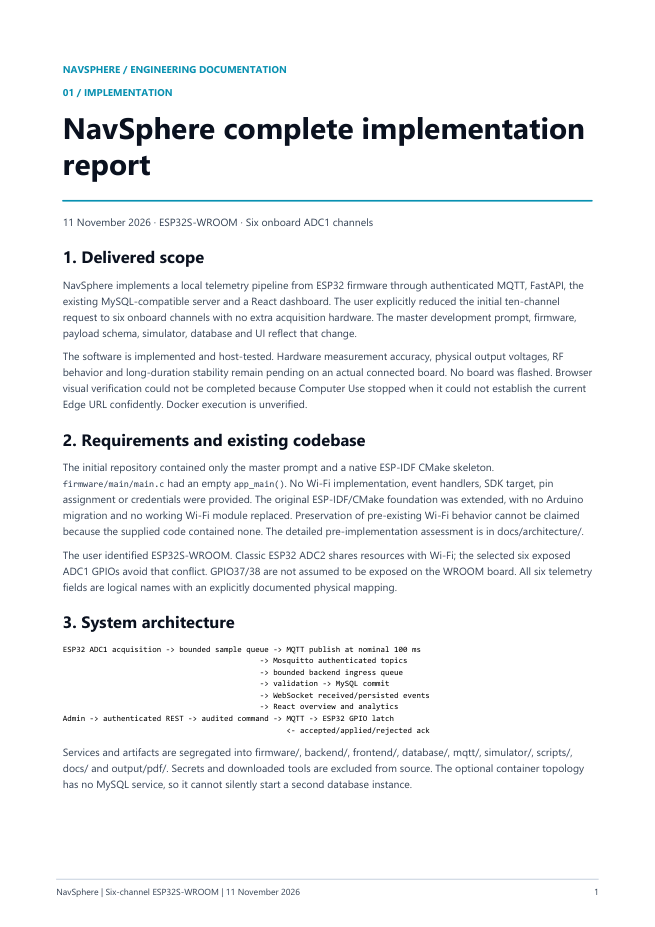 NAVSPHERE / ENGINEERING DOCUMENTATION
01 / IMPLEMENTATION
NavSphere complete implementation
report
11 November 2026 · ESP32S-WROOM · Six onboard ADC1 channels
1. Delivered scope
NavSphere implements a local telemetry pipeline from ESP32 firmware through authenticated MQTT, FastAPI, the
existing MySQL-compatible server and a React dashboard. The user explicitly reduced the initial ten-channel
request to six onboard channels with no extra acquisition hardware. The master development prompt, firmware,
payload schema, simulator, database and UI reflect that change.
The software is implemented and host-tested. Hardware measurement accuracy, physical output voltages, RF
behavior and long-duration stability remain pending on an actual connected board. No board was flashed. Browser
visual verification could not be completed because Computer Use stopped when it could not establish the current
Edge URL confidently. Docker execution is unverified.
2. Requirements and existing codebase
The initial repository contained only the master prompt and a native ESP-IDF CMake skeleton.
firmware/main/main.c had an empty app_main(). No Wi-Fi implementation, event handlers, SDK target, pin
assignment or credentials were provided. The original ESP-IDF/CMake foundation was extended, with no Arduino
migration and no working Wi-Fi module replaced. Preservation of pre-existing Wi-Fi behavior cannot be claimed
because the supplied code contained none. The detailed pre-implementation assessment is in docs/architecture/.
The user identified ESP32S-WROOM. Classic ESP32 ADC2 shares resources with Wi-Fi; the selected six exposed
ADC1 GPIOs avoid that conflict. GPIO37/38 are not assumed to be exposed on the WROOM board. All six telemetry
fields are logical names with an explicitly documented physical mapping.
3. System architecture
ESP32 ADC1 acquisition -> bounded sample queue -> MQTT publish at nominal 100 ms
-> Mosquitto authenticated topics
-> bounded backend ingress queue
-> validation -> MySQL commit
-> WebSocket received/persisted events
-> React overview and analytics
Admin -> authenticated REST -> audited command -> MQTT -> ESP32 GPIO latch
<- accepted/applied/rejected ack
Services and artifacts are segregated into firmware/, backend/, frontend/, database/, mqtt/, simulator/, scripts/,
docs/ and output/pdf/. Secrets and downloaded tools are excluded from source. The optional container topology
has no MySQL service, so it cannot silently start a second database instance.
NavSphere | Six-channel ESP32S-WROOM | 11 November 2026
1